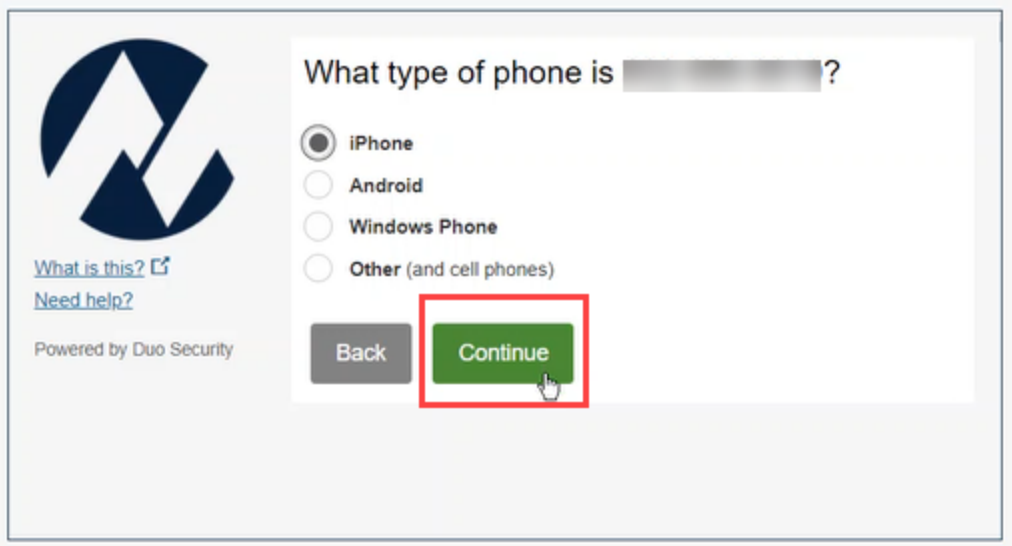 What type of phone is ?
iPhone
Android
Windows Phone
Other (and cell phones)
What is this?
Need help?
Powered by Duo Security
Back
Continue